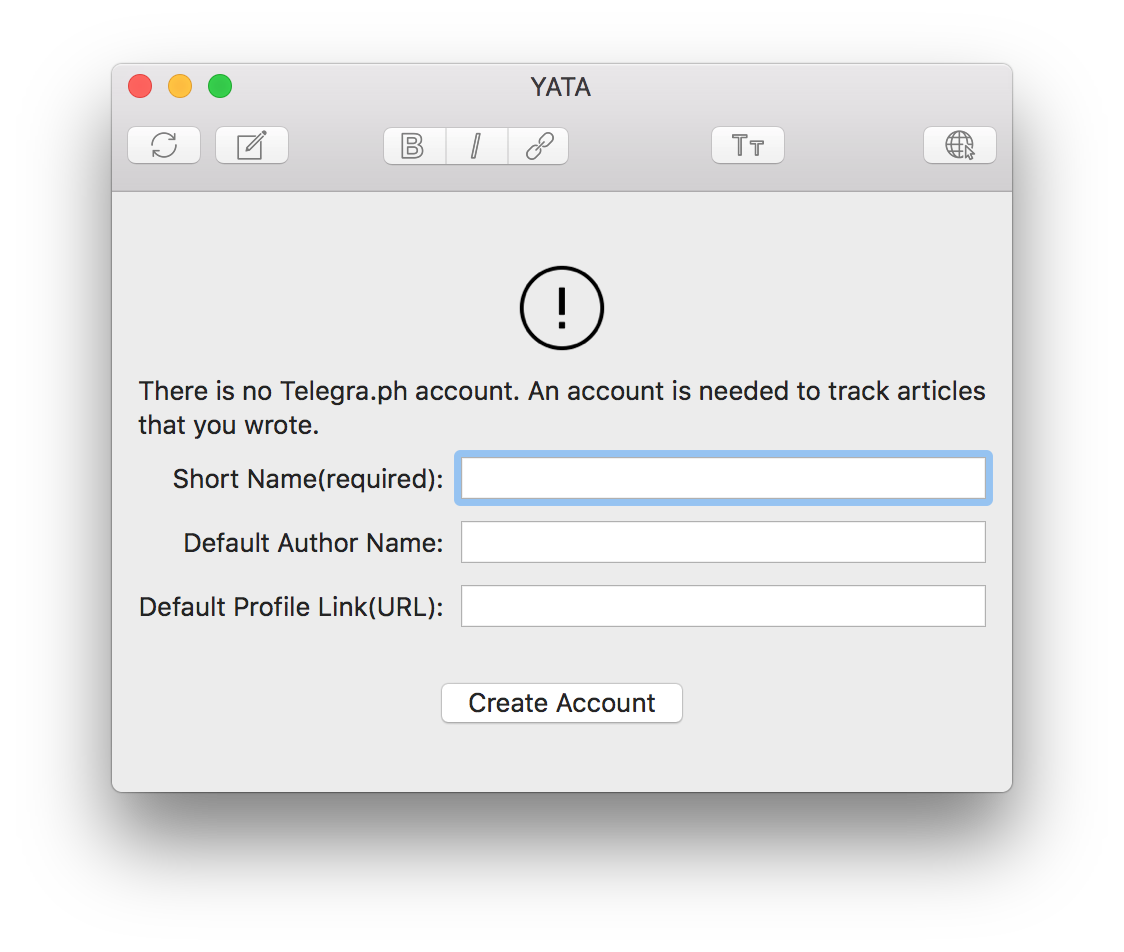 YATA
B I
TT
!
There is no Telegra.ph account. An account is needed to track articles
that you wrote.
Short Name(required):
Default Author Name:
Default Profile Link(URL):
Create Account